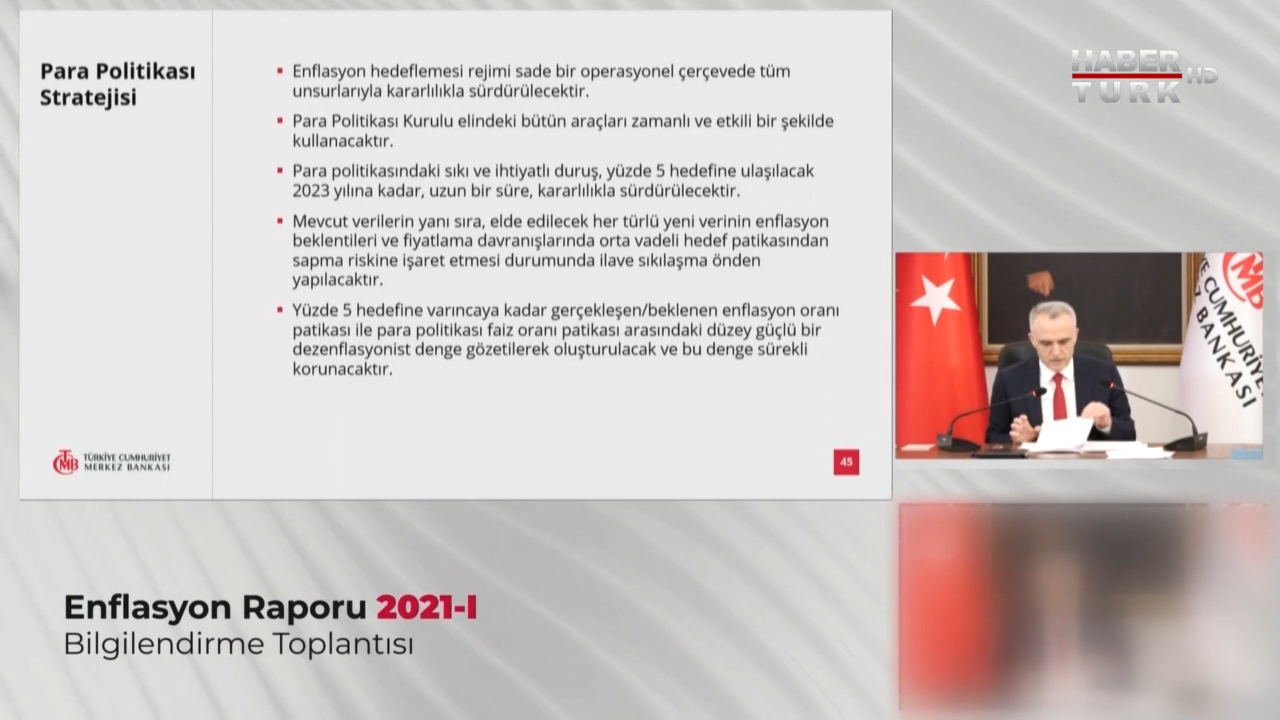 Para Politikası
Stratejisi
Enflasyon hedeflemesi rejimi sade bir operasyonel çerçevede tüm
unsurlarıyla kararlılıkla sürdürülecektir.
Para Politikası Kurulu elindeki bütün araçları zamanlı ve etkili bir şekilde
kullanacaktır.
Para politikasındaki sıkı ve ihtiyatlı duruş, yüzde 5 hedefine ulaşılacak
2023 yılına kadar, uzun bir süre, kararlılıkla sürdürülecektir.
Mevcut verilerin yanı sıra, elde edilecek her türlü yeni verinin enflasyon
beklentileri ve fiyatlama davranışlarında orta vadeli hedef patikasından
sapma riskine işaret etmesi durumunda ilave sıkılaşma önden
yapılacaktır.
Yüzde 5 hedefine varıncaya kadar gerçekleşen/beklenen enflasyon oranı
patikası ile para politikası faiz oranı patikası arasındaki düzey güçlü bir
dezenflasyonist denge gözetilerek oluşturulacak ve bu denge sürekli
korunacaktır.
TCMB
TÜRKİYE CUMHURİYET
MERKEZ BANKASI
45
HABER
TÜRK HD
CUMHURİYE
BANKASI
Enflasyon Raporu 2021-I
Bilgilendirme Toplantısı